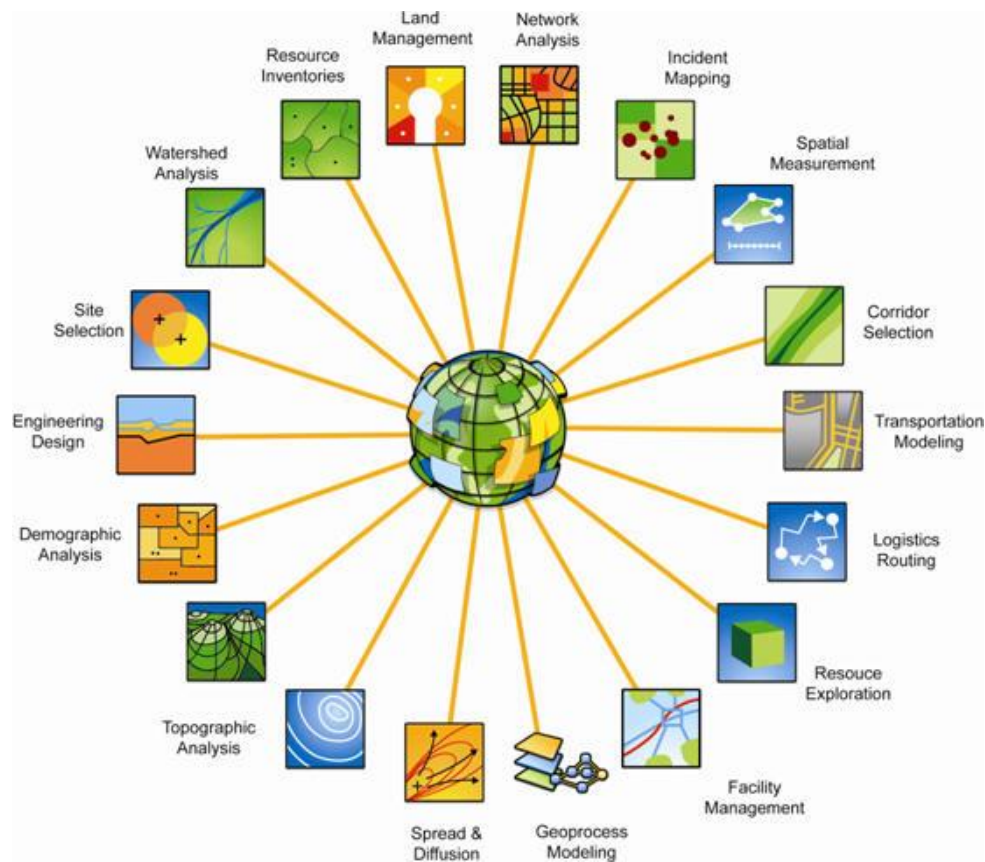 Land
Management
Network
Analysis
Resource
Inventories
Incident
Mapping
Watershed
Analysis
Spatial
Measurement
Site
Selection
Corridor
Selection
Engineering
Design
Transportation
Modeling
Demographic
Analysis
Logistics
Routing
Resouce
Exploration
Topographic
Analysis
Facility
Management
Spread &
Diffusion
Geoprocess
Modeling